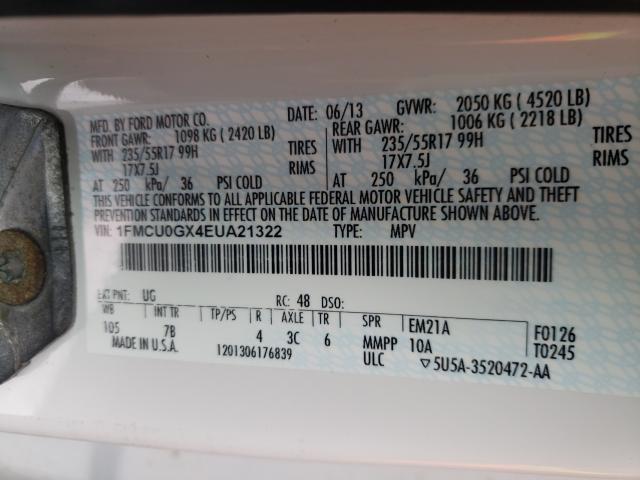 MFD. BY FORD MOTOR CO.
DATE: 06/13 GVWR: 2050 KG ( 4520 LB)
FRONT GAWR: 1098 KG ( 2420 LB) REAR GAWR: 1006 KG ( 2218 LB)
WITH 235/55R17 99H TIRES WITH 235/55R17 99H TIRES
17X7.5J RIMS 17X7.5J RIMS
AT 250 kPa/ 36 PSI COLD AT 250 kPa/ 36 PSI COLD
THIS VEHICLE CONFORMS TO ALL APPLICABLE FEDERAL MOTOR VEHICLE SAFETY AND THEFT
PREVENTION STANDARDS IN EFFECT ON THE DATE OF MANUFACTURE SHOWN ABOVE.
VIN: 1FMCU0GX4EUA21322 TYPE: MPV
EXT PNT: UG RC: 48 DSO:
WB INT TR TP/PS R AXLE TR SPR EM21A F0126
105 7B 4 3C 6 MMPP 10A T0245
MADE IN U.S.A. 1201306176839 ULC ▽5U5A-3520472-AA